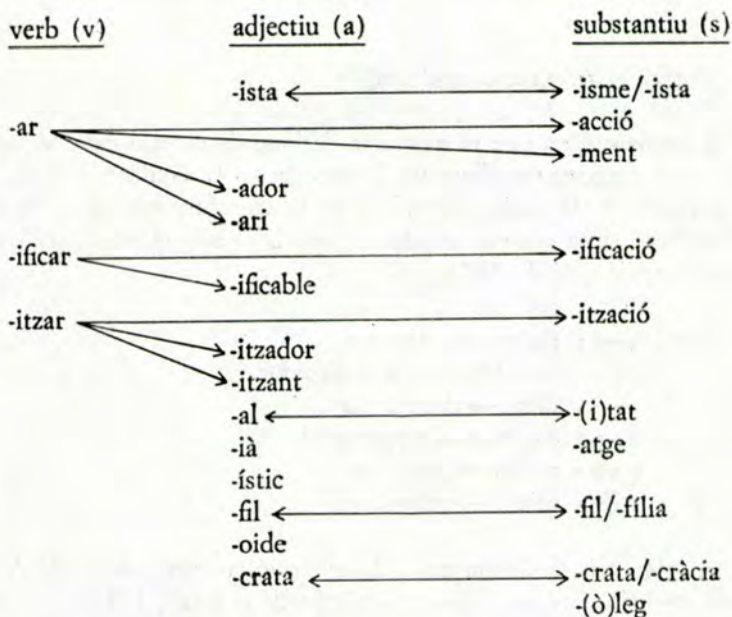 verb (v) adjectiu (a) substantiu (s)
-ista -isme/-ista
-ar -acció
-ment
-ador
-ari
-ificar -ificació
-ificable
-itzar -ització
-itzador
-itzant
-al -(i)tat
-ià -atge
-ístic
-fil -fil/-fília
-oide
-crata -crata/-cràcia
-(ò)leg